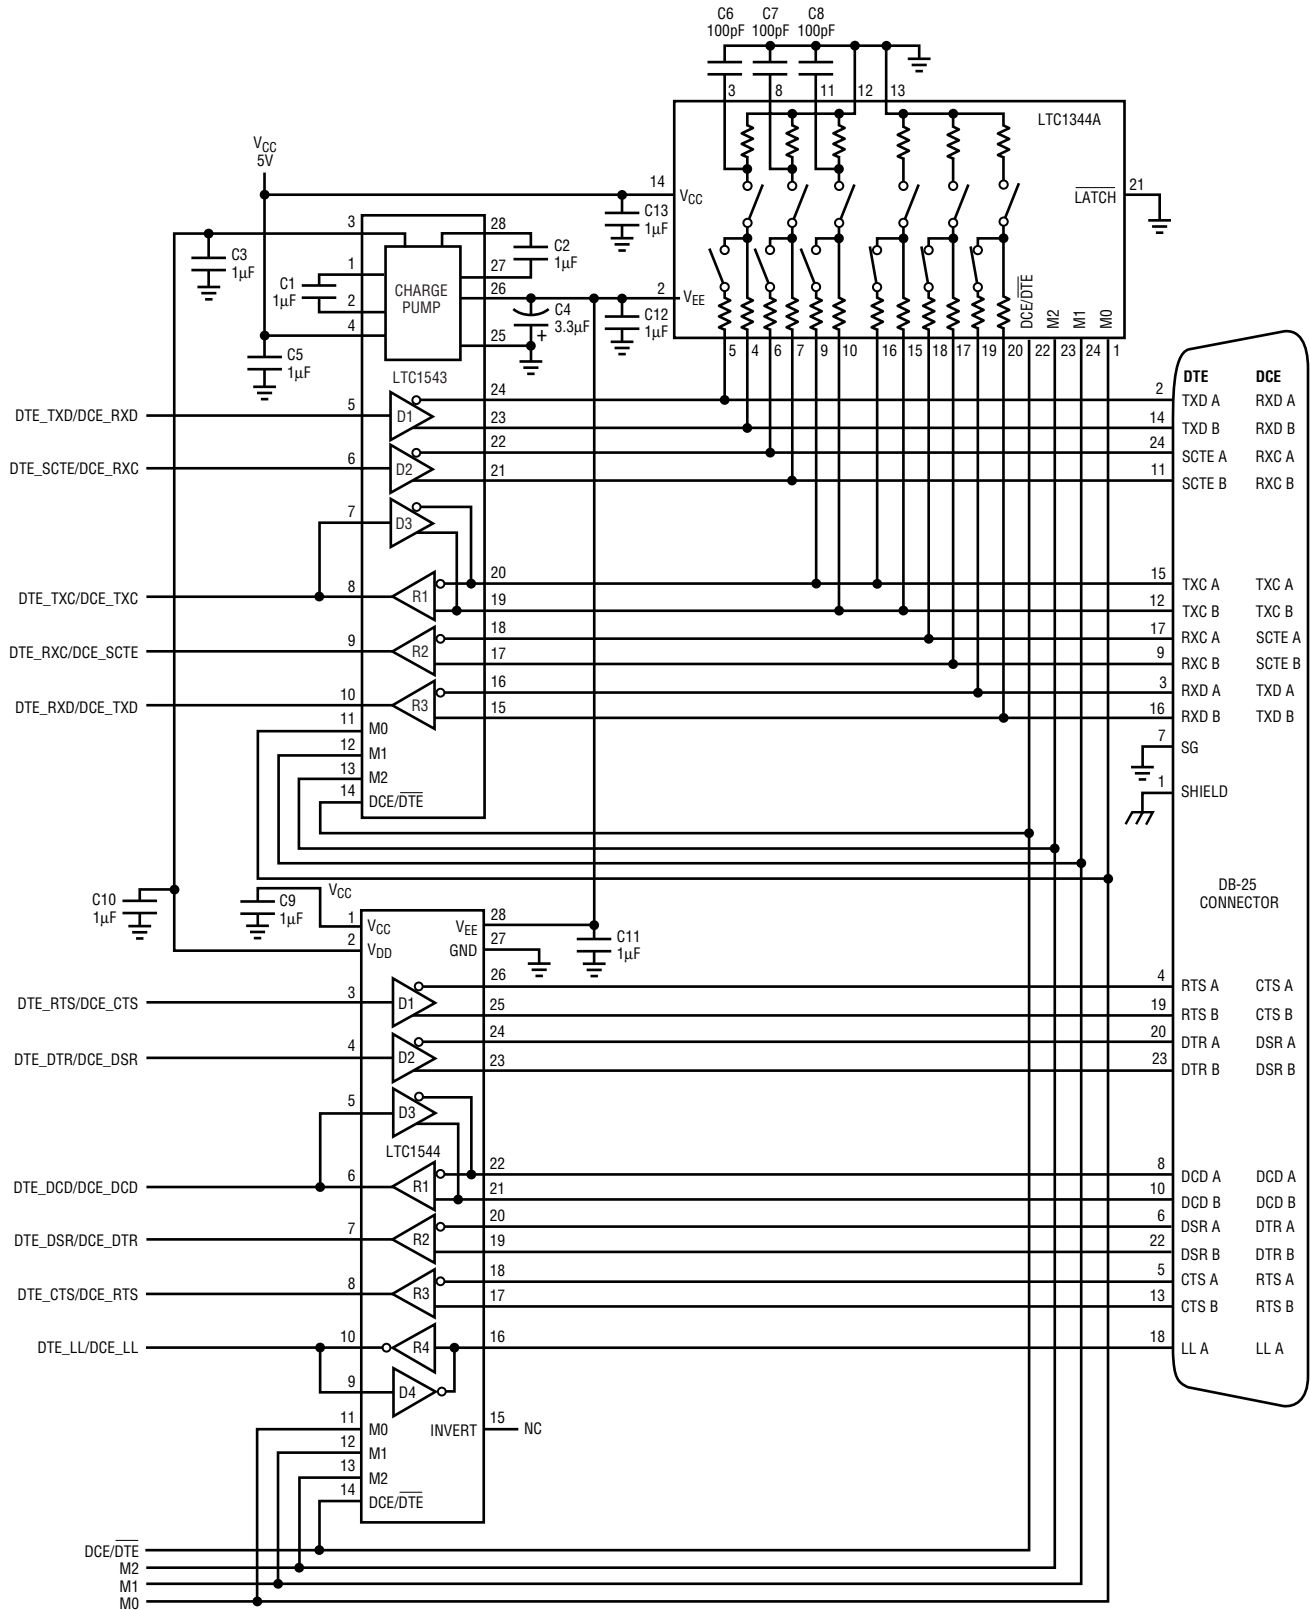 C6 C7 C8
100pF 100pF 100pF
3 8 11 12 13
LTC1344A
VCC
5V
14 VCC
21
LATCH
C13
1µF
3 28
C3
1µF
C2
1µF
1 27
C1
1µF
CHARGE
PUMP
26
2 VEE
2
C4
3.3µF
+
C12
1µF
4 25
C5
1µF
DCE/DTE
M2
M1
M0
5 4 6 7 9 10 16 15 18 17 19 20 22 23 24 1
LTC1543
DTE DCE
DTE_TXD/DCE_RXD 5 D1 24 2 TXD A RXD A
23 14 TXD B RXD B
DTE_SCTE/DCE_RXC 6 D2 22 24 SCTE A RXC A
21 11 SCTE B RXC B
7 D3
DTE_TXC/DCE_TXC 8 R1 20 15 TXC A TXC A
19 12 TXC B TXC B
DTE_RXC/DCE_SCTE 9 R2 18 17 RXC A SCTE A
17 9 RXC B SCTE B
DTE_RXD/DCE_TXD 10 R3 16 3 RXD A TXD A
15 16 RXD B TXD B
11 M0
7 SG
12 M1
13 M2
1 SHIELD
14 DCE/DTE
DB-25
CONNECTOR
C10
1µF
C9
1µF
VCC
1 VCC VEE 28
2 VDD GND 27
C11
1µF
DTE_RTS/DCE_CTS 3 D1 26 4 RTS A CTS A
25 19 RTS B CTS B
DTE_DTR/DCE_DSR 4 D2 24 20 DTR A DSR A
23 23 DTR B DSR B
5 D3
LTC1544
DTE_DCD/DCE_DCD 6 R1 22 8 DCD A DCD A
21 10 DCD B DCD B
DTE_DSR/DCE_DTR 7 R2 20 6 DSR A DTR A
19 22 DSR B DTR B
DTE_CTS/DCE_RTS 8 R3 18 5 CTS A RTS A
17 13 CTS B RTS B
DTE_LL/DCE_LL 10 R4 16 18 LL A LL A
9 D4
11 M0 INVERT 15 NC
12 M1
13 M2
14 DCE/DTE
DCE/DTE
M2
M1
M0